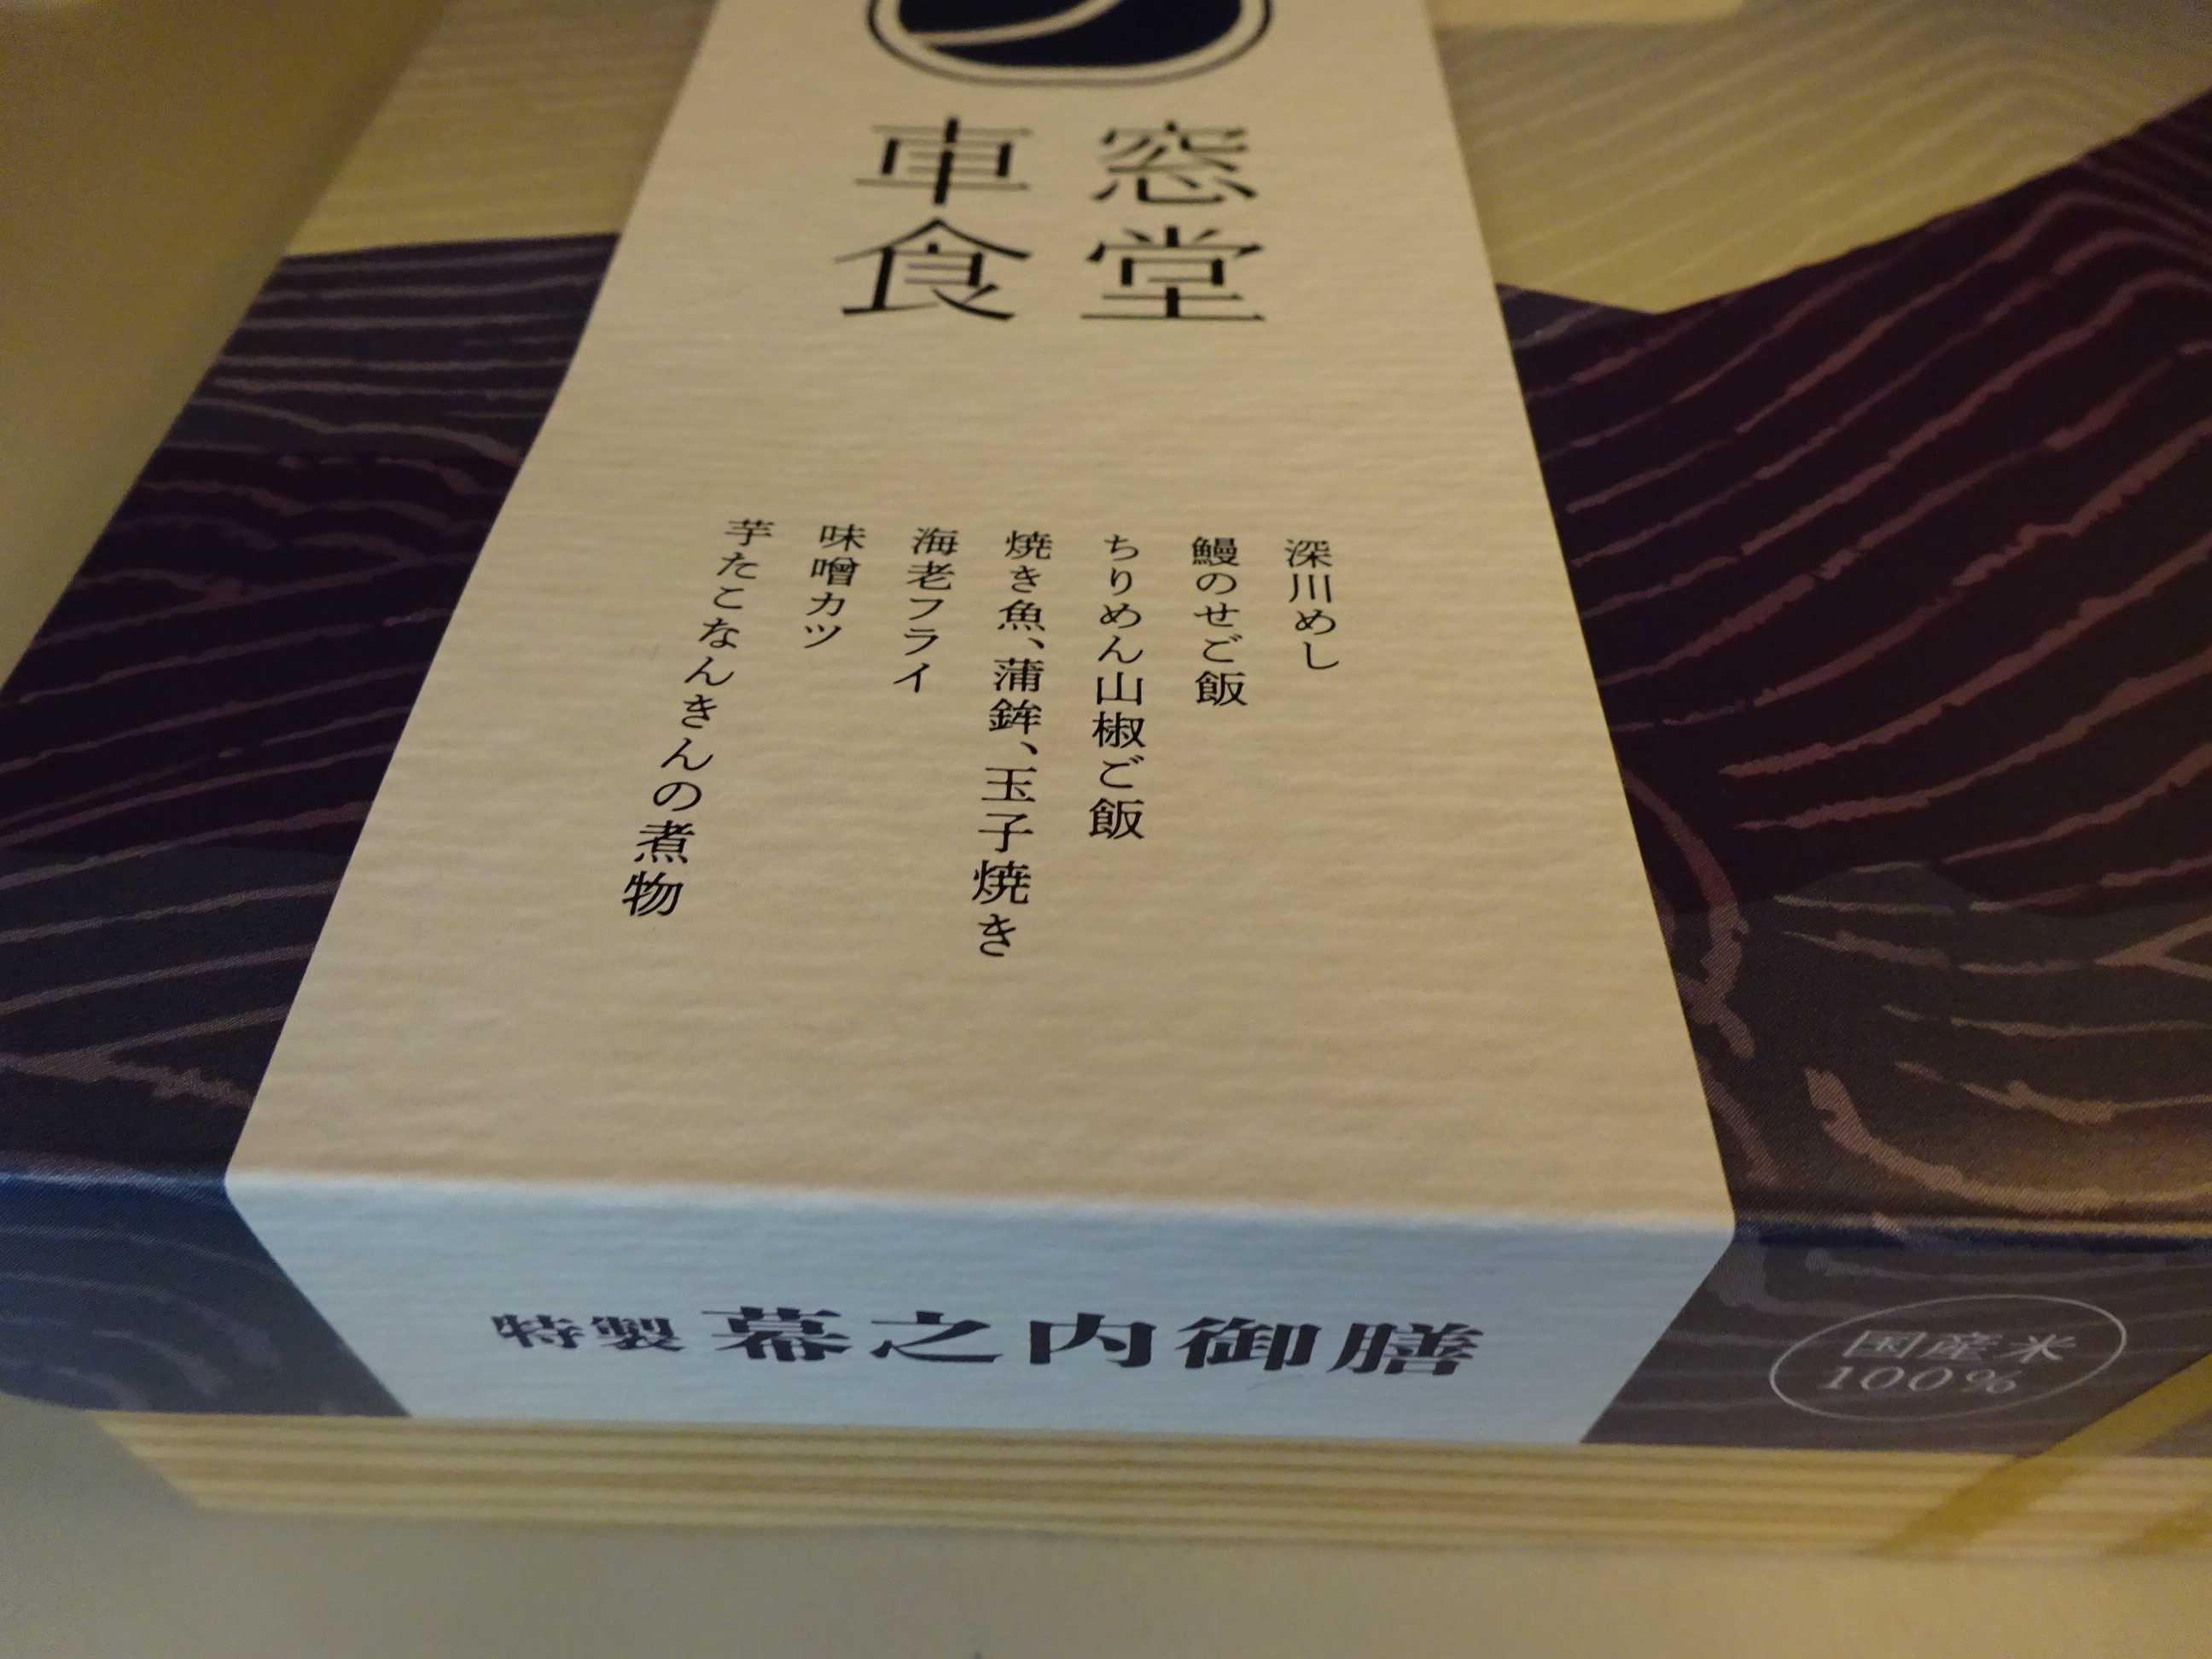 車窓
食堂
深川めし
鰻のせご飯
ちりめん山椒ご飯
焼き魚、蒲鉾、玉子焼き
海老フライ
味噌カツ
芋たこなんきんの煮物
特製 幕之内御膳
国産米
100%